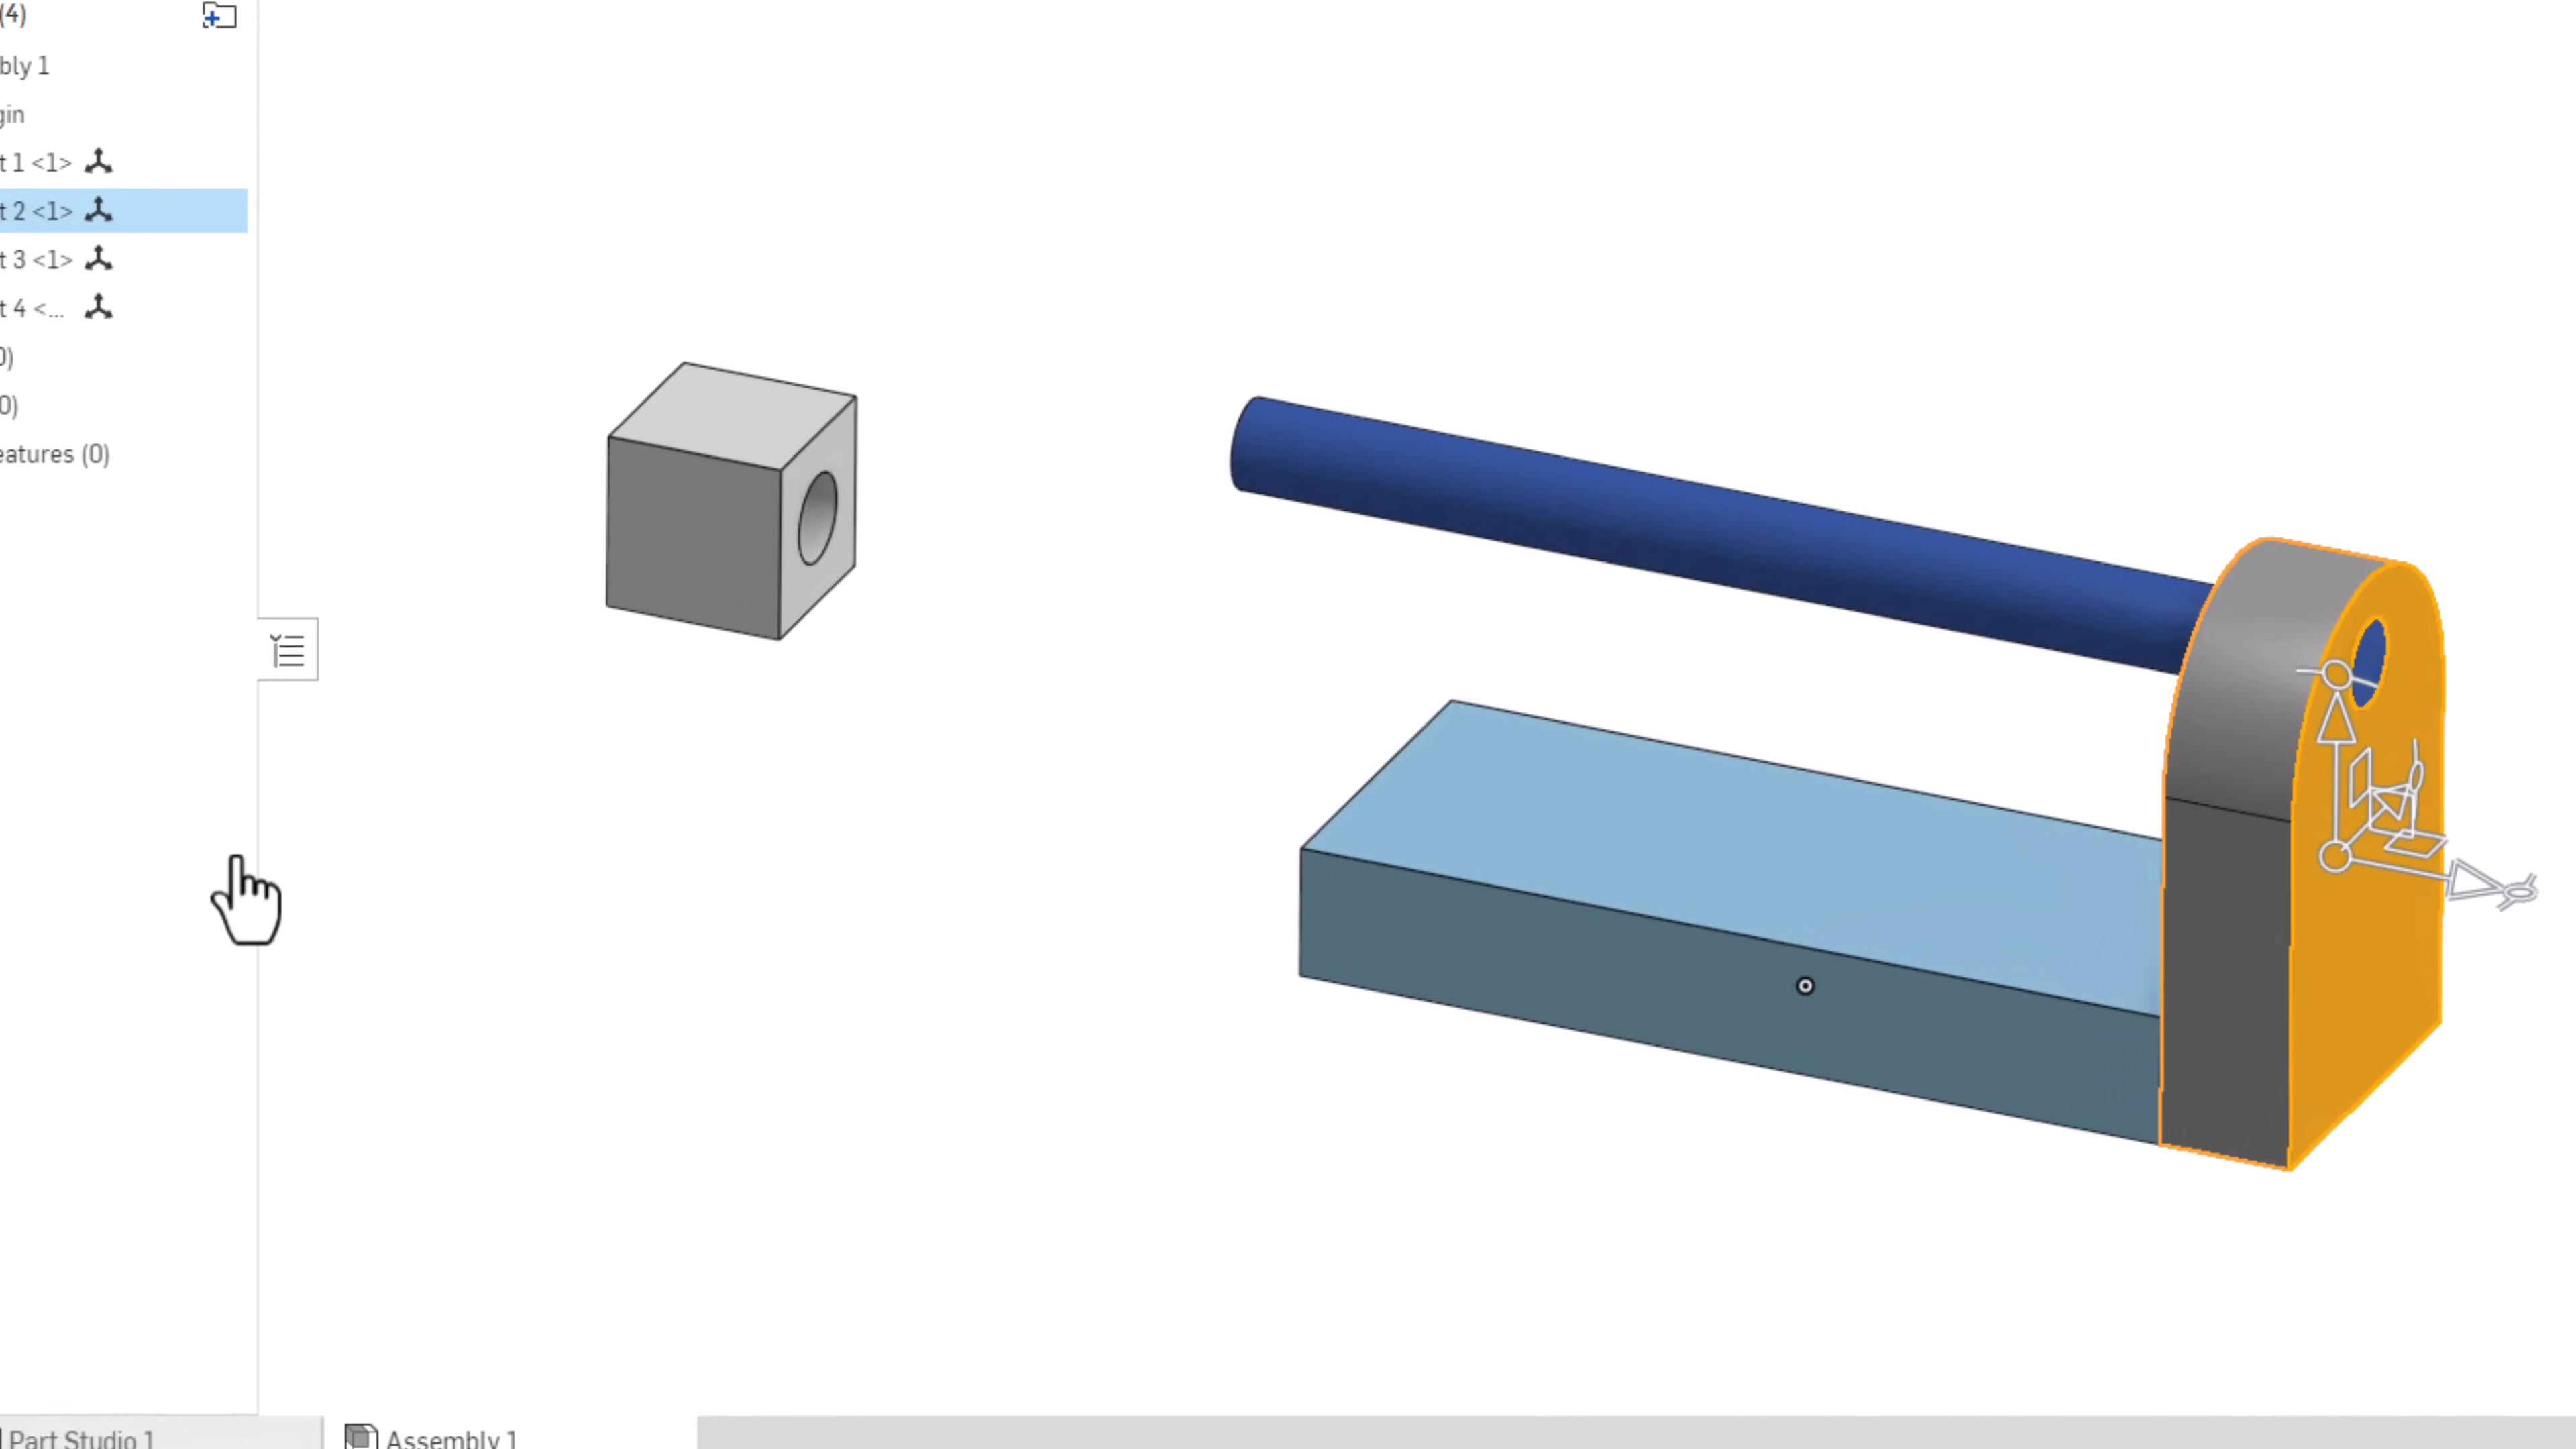 (4)
bly 1
gin
t 1 <1>
t 2 <1>
t 3 <1>
t 4 <...
0)
0)
eatures (0)
Part Studio 1
Assembly 1